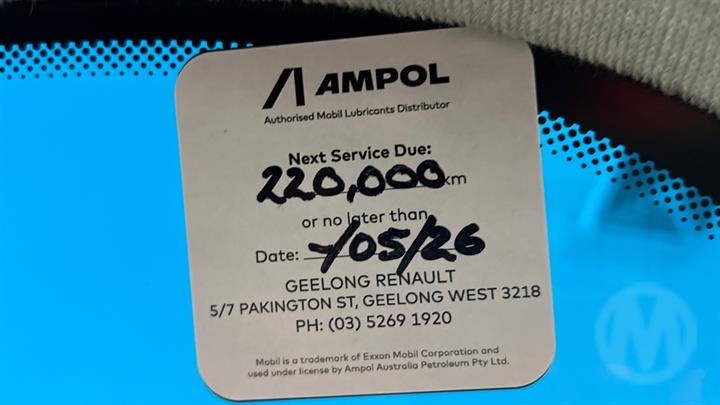 AMPOL
Authorised Mobil Lubricants Distributor
Next Service Due:
220,000 km
or no later than
Date: -/05/26
GEELONG RENAULT
5/7 PAKINGTON ST, GEELONG WEST 3218
PH: (03) 5269 1920
Mobil is a trademark of Exxon Mobil Corporation and
used under license by Ampol Australia Petroleum Pty Ltd.
M